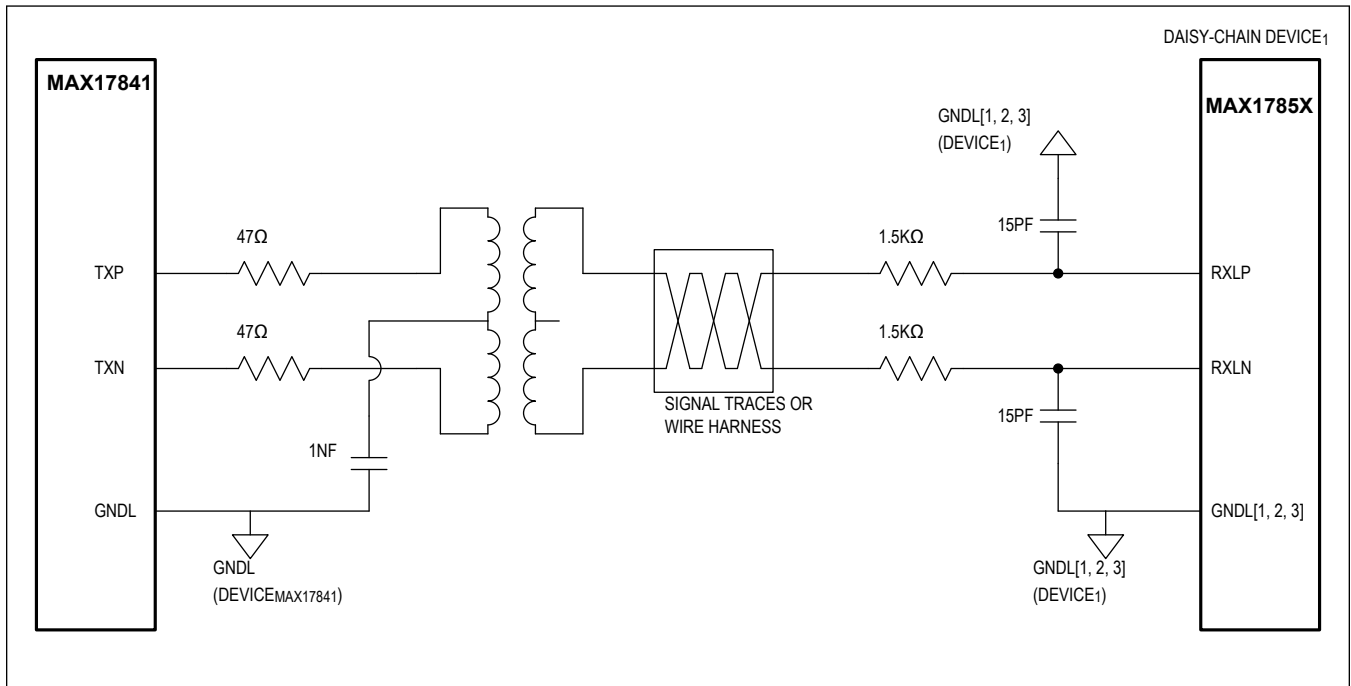 DAISY-CHAIN DEVICE1
MAX17841
MAX1785X
GNDL[1, 2, 3]
(DEVICE1)
15PF
47Ω
1.5KΩ
TXP
RXLP
47Ω
1.5KΩ
TXN
RXLN
SIGNAL TRACES OR
WIRE HARNESS
15PF
1NF
GNDL
GNDL[1, 2, 3]
GNDL
(DEVICEMAX17841)
GNDL[1, 2, 3]
(DEVICE1)